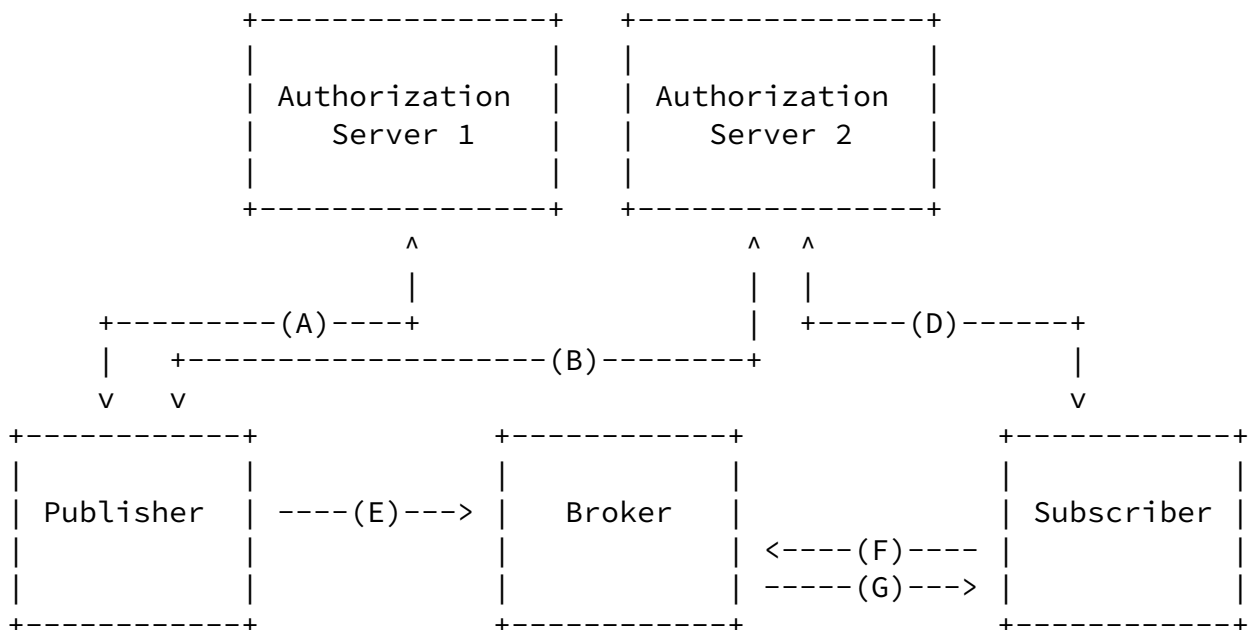 Authorization Authorization
Server 1 Server 2
(A) (D)
(B)
Publisher (E) Broker Subscriber
(F)
(G)